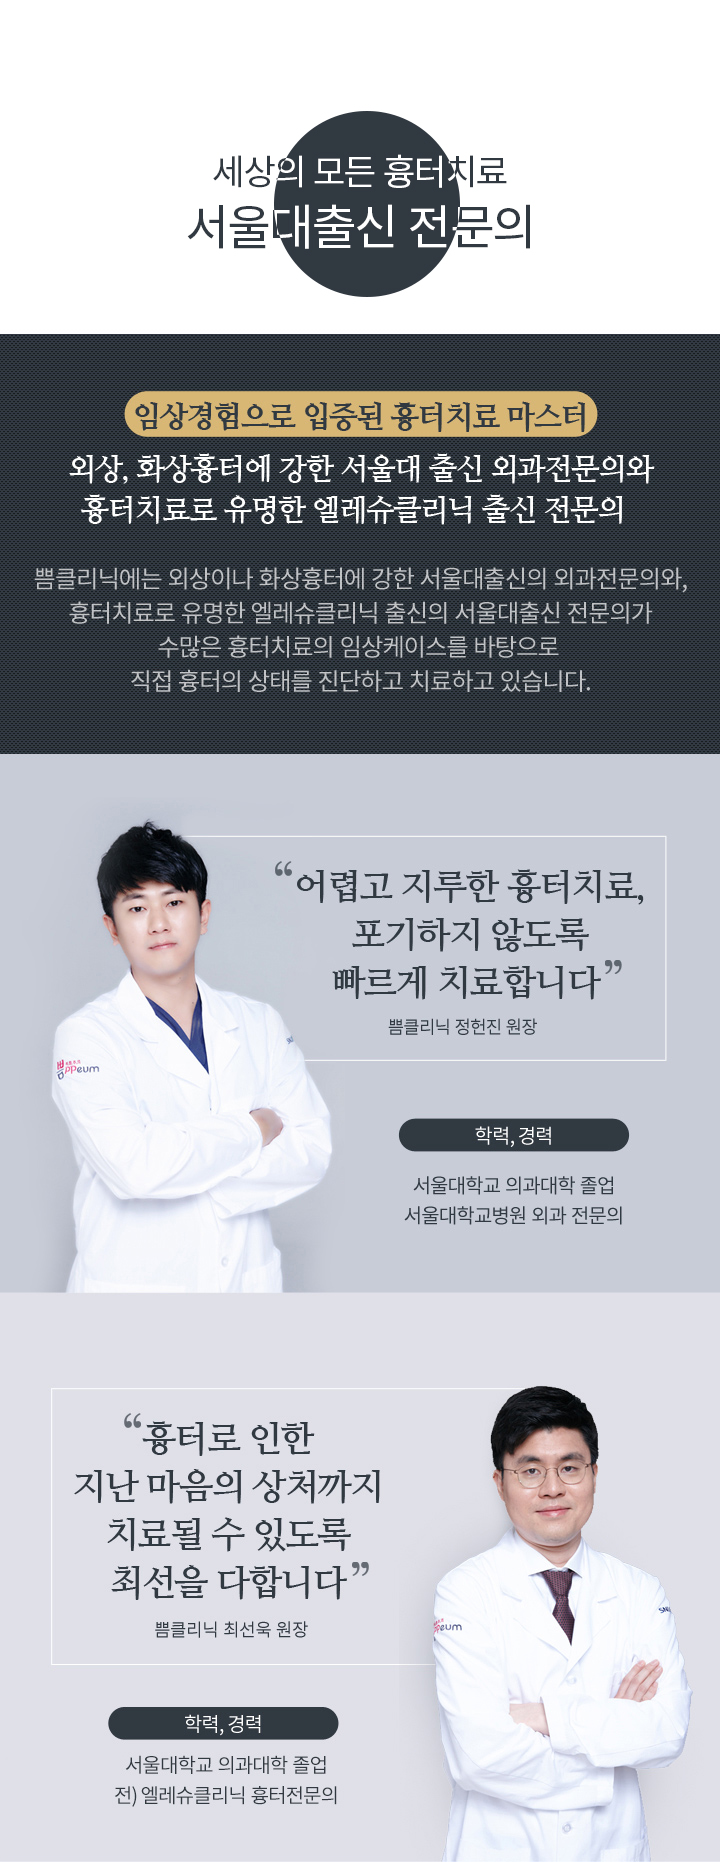 세상의 모든 흉터치료
서울대출신 전문의
임상경험으로 입증된 흉터치료 마스터
외상, 화상흉터에 강한 서울대 출신 외과전문의와
흉터치료로 유명한 엘레슈클리닉 출신 전문의
쁨클리닉에는 외상이나 화상흉터에 강한 서울대출신의 외과전문의와,
흉터치료로 유명한 엘레슈클리닉 출신의 서울대출신 전문의가
수많은 흉터치료의 임상케이스를 바탕으로
직접 흉터의 상태를 진단하고 치료하고 있습니다.
“어렵고 지루한 흉터치료,
포기하지 않도록
빠르게 치료합니다”
쁨클리닉 정헌진 원장
쁨ppeum
학력, 경력
서울대학교 의과대학 졸업
서울대학교병원 외과 전문의
“흉터로 인한
지난 마음의 상처까지
치료될 수 있도록
최선을 다합니다”
쁨클리닉 최선욱 원장
ppeum
학력, 경력
서울대학교 의과대학 졸업
전) 엘레슈클리닉 흉터전문의